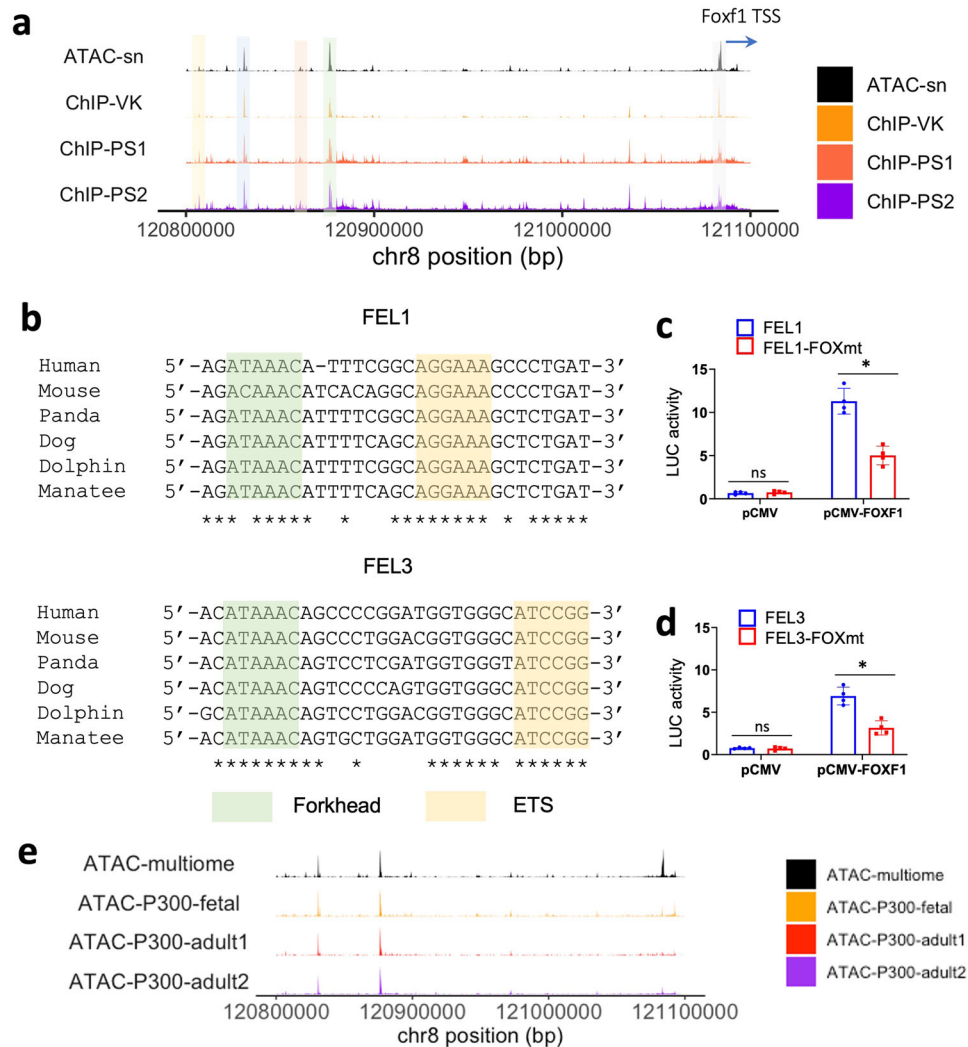 a
Foxf1 TSS
ATAC-sn
ChIP-VK
ChIP-PS1
ChIP-PS2
120800000 120900000 121000000 121100000
chr8 position (bp)
ATAC-sn
ChIP-VK
ChIP-PS1
ChIP-PS2
b
FEL1
Human 5′-AGATAAACA-TTTCGGCAGGAAAGCCCTGAT-3′
Mouse 5′-AGACAAACATCACAGGCAGGAAACCCCTGAT-3′
Panda 5′-AGATAAACATTTTCGGCAGGAAAGCTCTGAT-3′
Dog 5′-AGATAAACATTTTCAGCAGGAAAGCTCTGAT-3′
Dolphin 5′-AGATAAACATTTTCGGCAGGAAAGCTCTGAT-3′
Manatee 5′-AGATAAACATTTTCAGCAGGAAAGCTCTGAT-3′
*** ***** * ******** * *****
FEL3
Human 5′-ACATAAACAGCCCCGGATGGTGGGCATCCGG-3′
Mouse 5′-ACATAAACAGTCCCTGGACGTGGGCATCCGG-3′
Panda 5′-ACATAAACAGTCCTCGATGGTGGGTATCCGG-3′
Dog 5′-ACATAAACAGTCCCCAGTGGTGGGCATCCGG-3′
Dolphin 5′-GCATAAACAGTCCTGGACGGTGGGCATCCGG-3′
Manatee 5′-ACATAAACAGTGCTGGATGGTGGGCATCCGG-3′
********* * ***** ******
Forkhead ETS
c
FEL1
FEL1-FOXmt
LUC activity
15
10
5
0
ns
*
pCMV pCMV-FOXF1
d
FEL3
FEL3-FOXmt
LUC activity
15
10
5
0
ns
*
pCMV pCMV-FOXF1
e
ATAC-multiome
ATAC-P300-fetal
ATAC-P300-adult1
ATAC-P300-adult2
120800000 120900000 121000000 121100000
chr8 position (bp)
ATAC-multiome
ATAC-P300-fetal
ATAC-P300-adult1
ATAC-P300-adult2